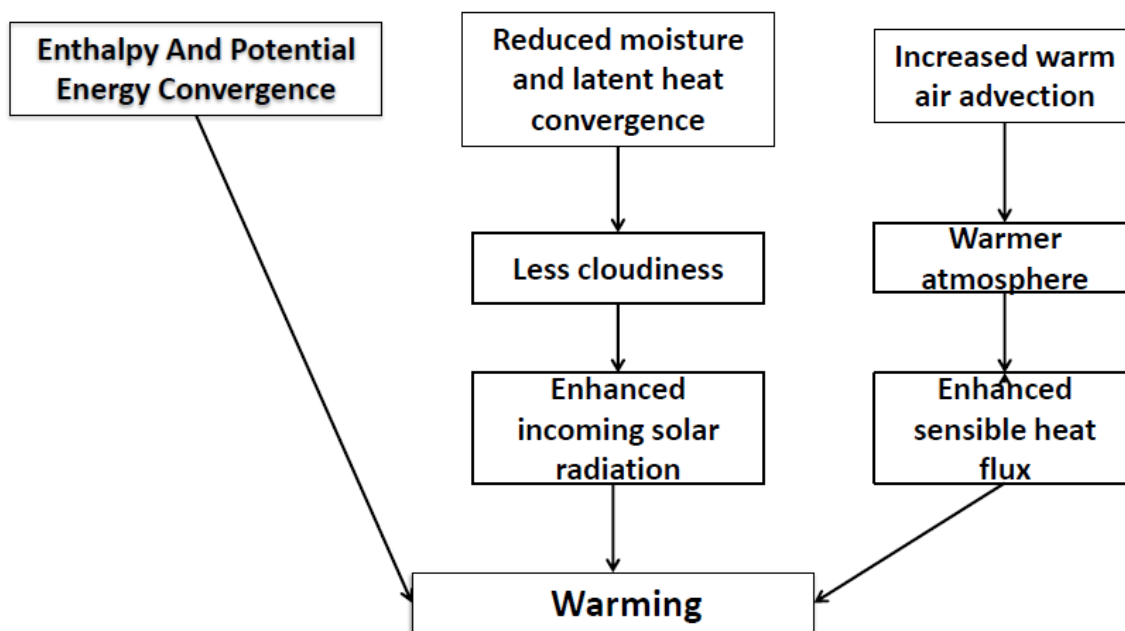 Enthalpy And Potential
Energy Convergence
Reduced moisture
and latent heat
convergence
Increased warm
air advection
Less cloudiness
Warmer
atmosphere
Enhanced
incoming solar
radiation
Enhanced
sensible heat
flux
Warming